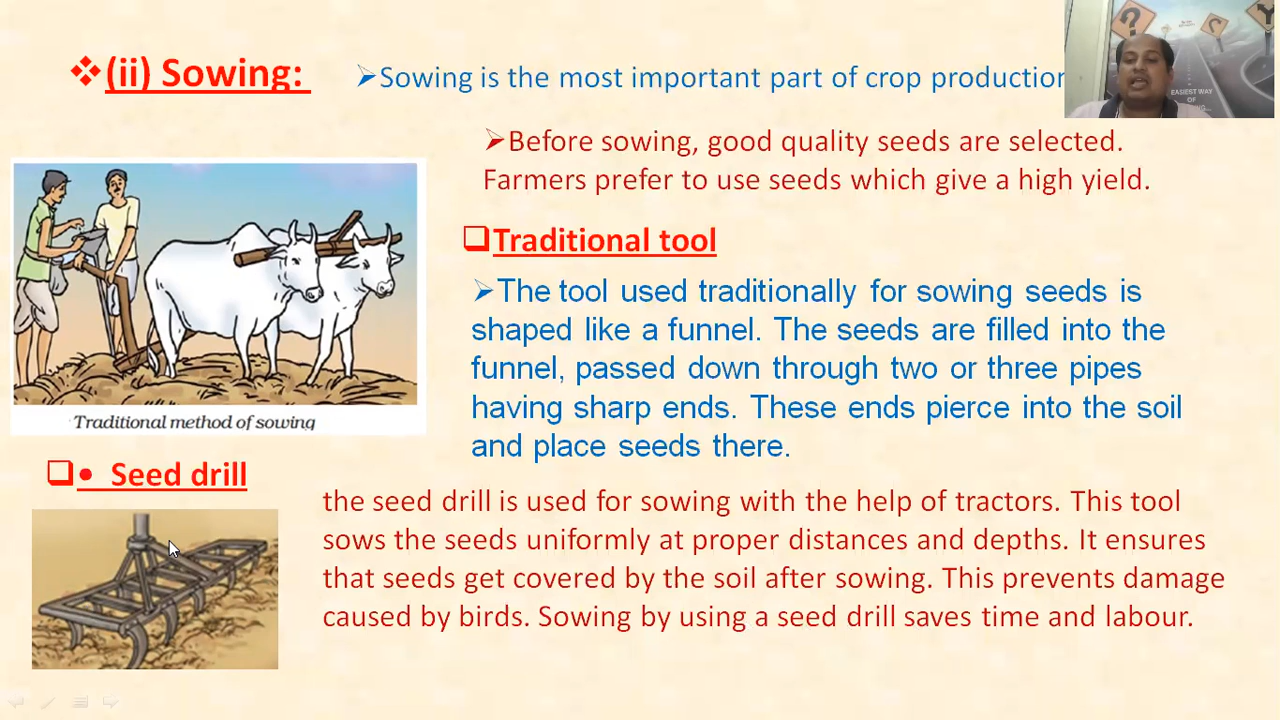 ❖(ii) Sowing:
➢Sowing is the most important part of crop production
EASIEST WAY
OF
➢Before sowing, good quality seeds are selected.
Farmers prefer to use seeds which give a high yield.
❑Traditional tool
➢The tool used traditionally for sowing seeds is
shaped like a funnel. The seeds are filled into the
funnel, passed down through two or three pipes
having sharp ends. These ends pierce into the soil
and place seeds there.
Traditional method of sowing
❑• Seed drill
the seed drill is used for sowing with the help of tractors. This tool
sows the seeds uniformly at proper distances and depths. It ensures
that seeds get covered by the soil after sowing. This prevents damage
caused by birds. Sowing by using a seed drill saves time and labour.